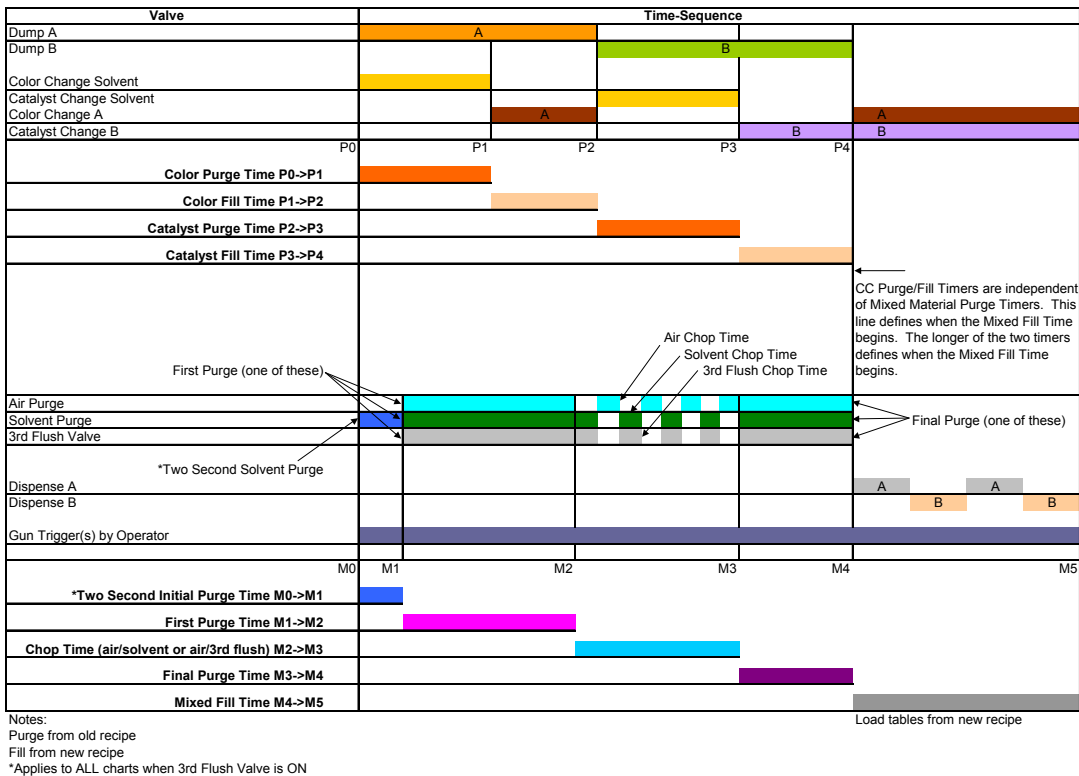 Valve
Time-Sequence
Dump A
A
Dump B
B
Color Change Solvent
Catalyst Change Solvent
Color Change A
A
A
Catalyst Change B
B
B
P0
P1
P2
P3
P4
Color Purge Time P0->P1
Color Fill Time P1->P2
Catalyst Purge Time P2->P3
Catalyst Fill Time P3->P4
CC Purge/Fill Timers are independent
of Mixed Material Purge Timers. This
line defines when the Mixed Fill Time
begins. The longer of the two timers
defines when the Mixed Fill Time
begins.
Air Chop Time
Solvent Chop Time
3rd Flush Chop Time
First Purge (one of these)
Air Purge
Solvent Purge
3rd Flush Valve
Final Purge (one of these)
*Two Second Solvent Purge
Dispense A
A
A
Dispense B
B
B
Gun Trigger(s) by Operator
M0
M1
M2
M3
M4
M5
*Two Second Initial Purge Time M0->M1
First Purge Time M1->M2
Chop Time (air/solvent or air/3rd flush) M2->M3
Final Purge Time M3->M4
Mixed Fill Time M4->M5
Notes:
Load tables from new recipe
Purge from old recipe
Fill from new recipe
*Applies to ALL charts when 3rd Flush Valve is ON